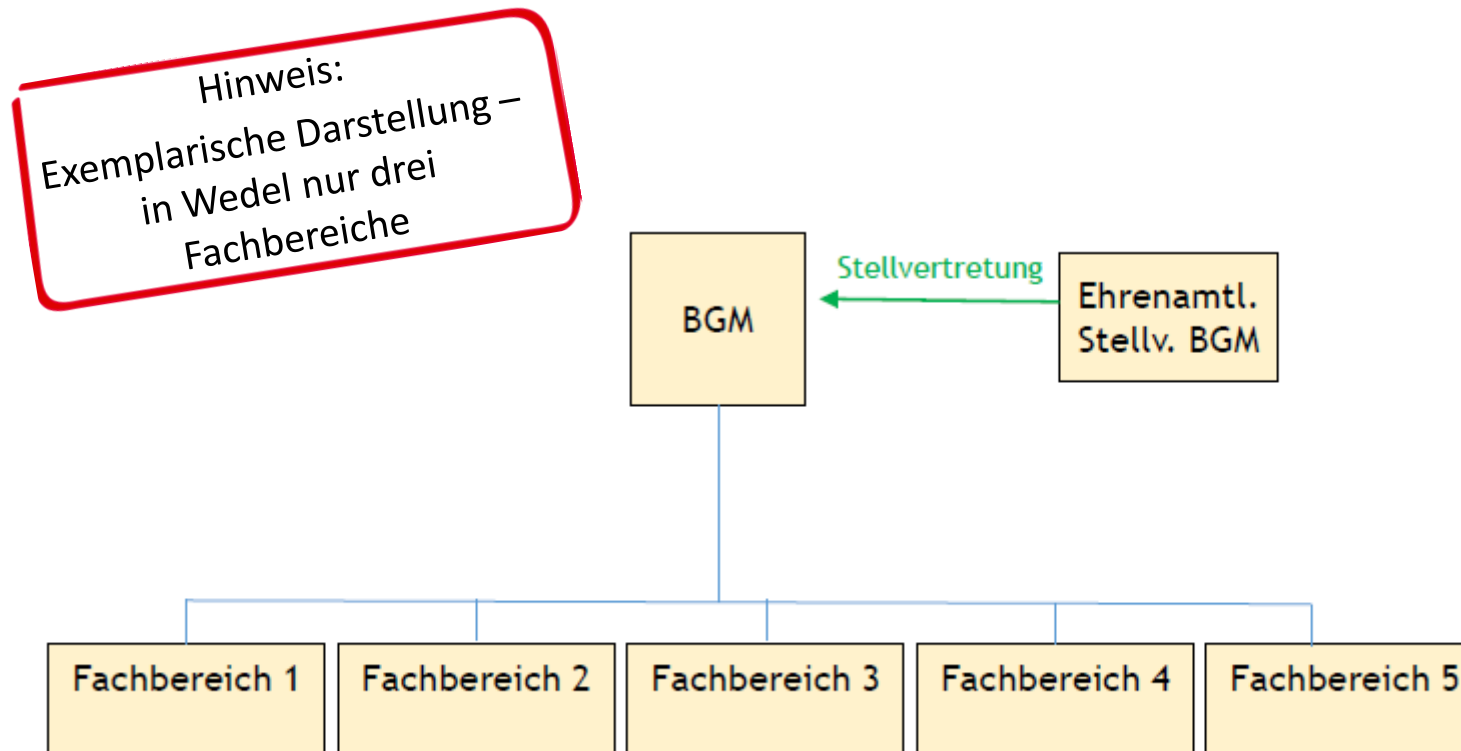 Hinweis:
Exemplarische Darstellung –
in Wedel nur drei
Fachbereiche
Stellvertretung
BGM
Ehrenamtl.
Stellv. BGM
Fachbereich 1
Fachbereich 2
Fachbereich 3
Fachbereich 4
Fachbereich 5